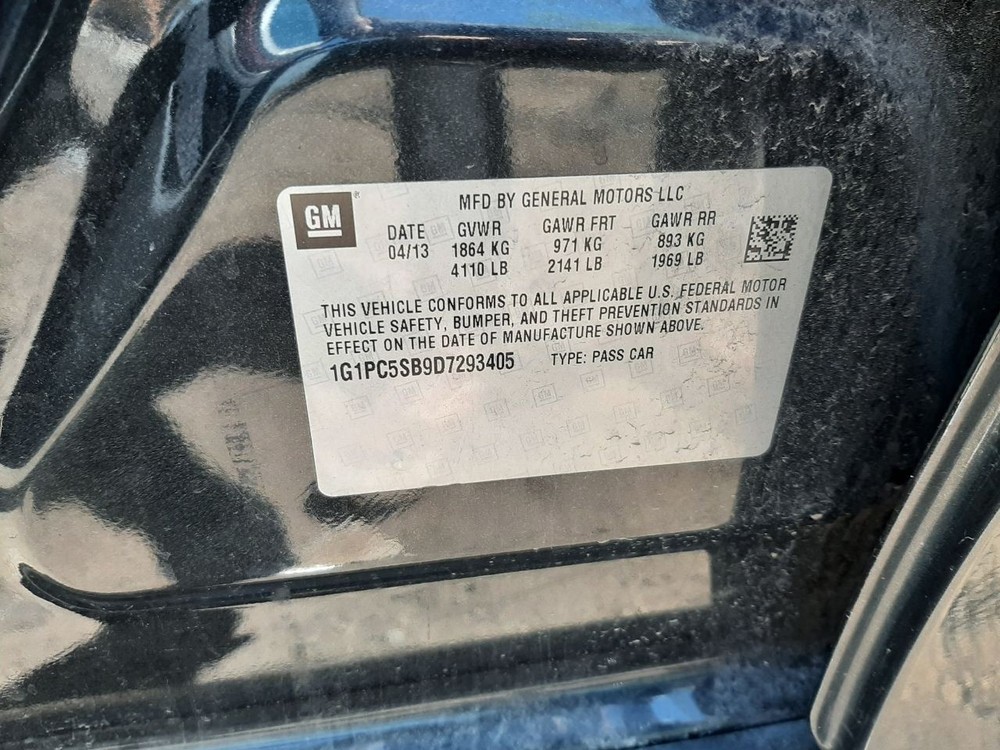 GM
MFD BY GENERAL MOTORS LLC
DATE GVWR GAWR FRT GAWR RR
04/13 1864 KG 971 KG 893 KG
4110 LB 2141 LB 1969 LB
THIS VEHICLE CONFORMS TO ALL APPLICABLE U.S. FEDERAL MOTOR
VEHICLE SAFETY, BUMPER, AND THEFT PREVENTION STANDARDS IN
EFFECT ON THE DATE OF MANUFACTURE SHOWN ABOVE.
1G1PC5SB9D7293405 TYPE: PASS CAR